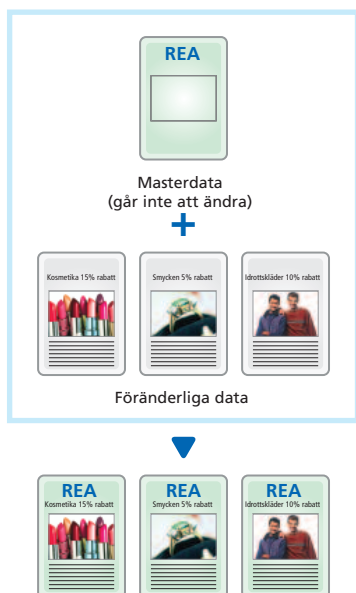 REA
Masterdata
(går inte att ändra)
+
Kosmetika 15% rabatt
Smycken 5% rabatt
Idrottskläder 10% rabatt
Föränderliga data
REA
Kosmetika 15% rabatt
REA
Smycken 5% rabatt
REA
Idrottskläder 10% rabatt